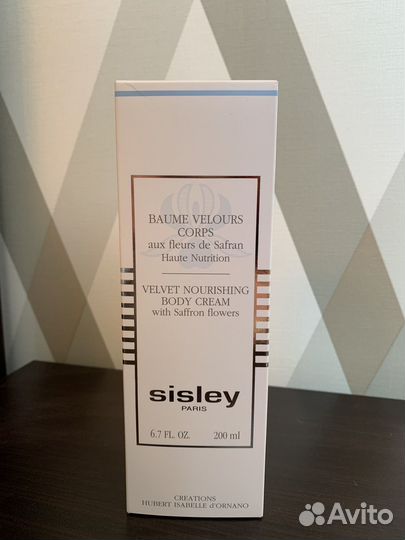 BAUME VELOURS
CORPS
aux fleurs de Safran
Haute Nutrition
VELVET NOURISHING
BODY CREAM
with Saffron flowers
sisley
PARIS
6.7 FL. OZ. 200 ml
CREATIONS
HUBERT ISABELLE d'ORNANO
Avito